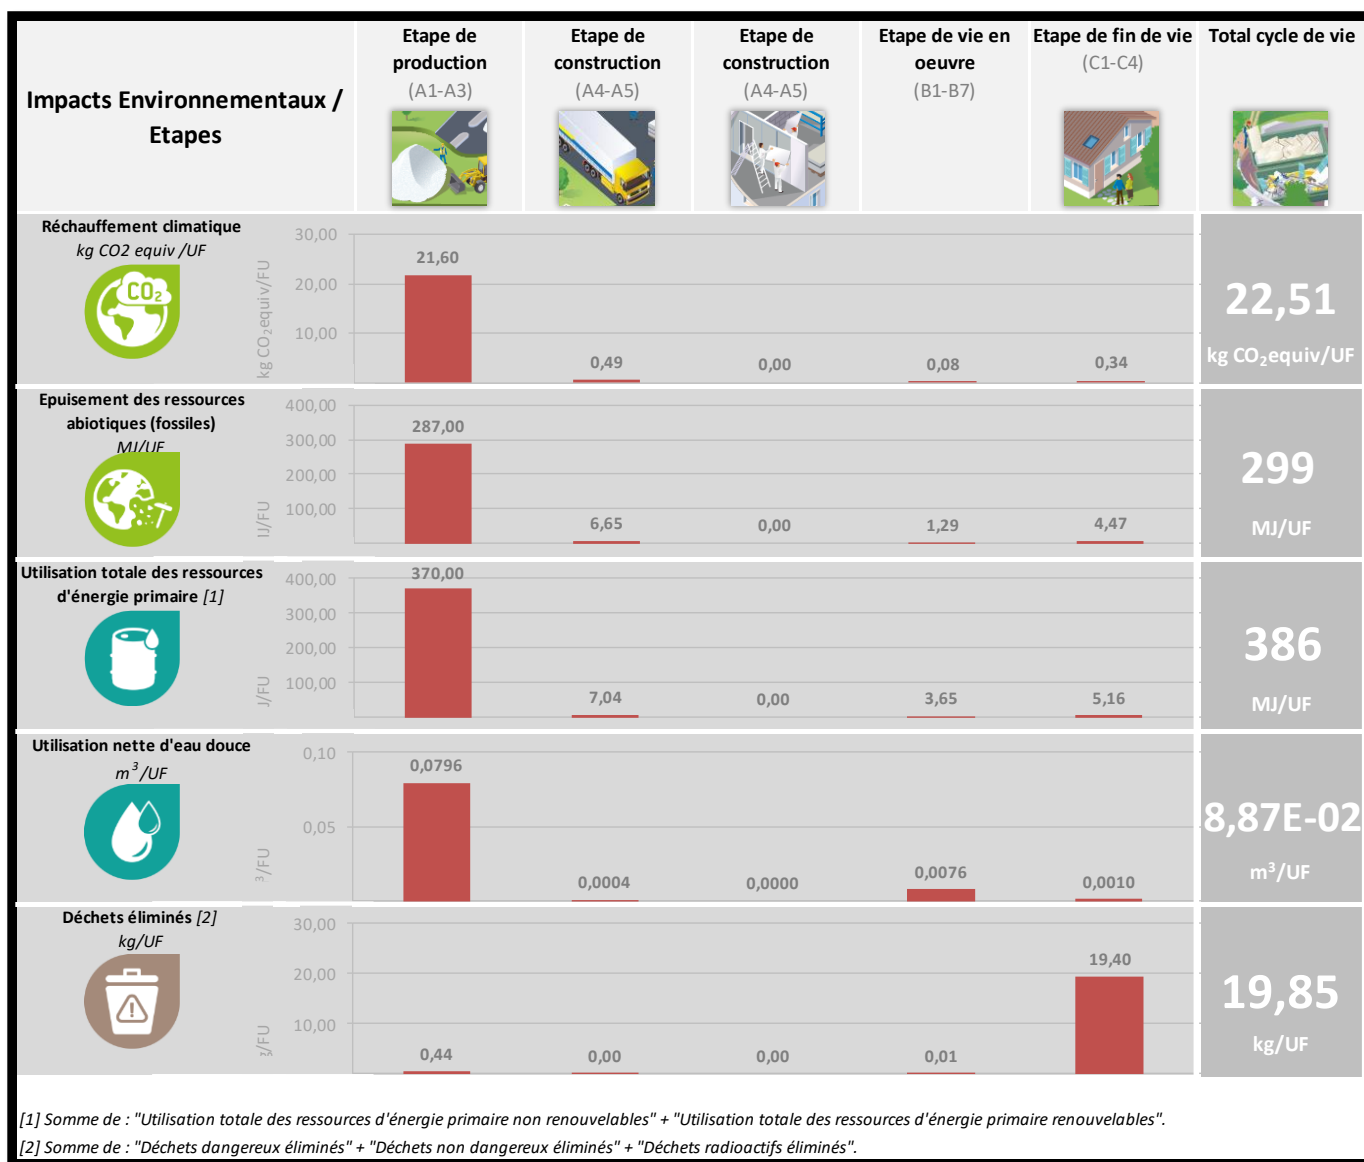 Impacts Environnementaux /
Etapes
Etape de
production
(A1-A3)
Etape de
construction
(A4-A5)
Etape de
construction
(A4-A5)
Etape de vie en
oeuvre
(B1-B7)
Etape de fin de vie
(C1-C4)
Total cycle de vie
Réchauffement climatique
kg CO2 equiv /UF
CO2
kg CO2equiv/FU
30,00
20,00
10,00
21,60
0,49
0,00
0,08
0,34
22,51
kg CO2equiv/UF
Epuisement des ressources
abiotiques (fossiles)
MJ/UF
400,00
300,00
200,00
100,00
287,00
6,65
0,00
1,29
4,47
299
MJ/UF
Utilisation totale des ressources
d'énergie primaire [1]
J/FU
400,00
300,00
200,00
100,00
370,00
7,04
0,00
3,65
5,16
386
MJ/UF
Utilisation nette d'eau douce
m3/UF
3/FU
0,10
0,05
0,0796
0,0004
0,0000
0,0076
0,0010
8,87E-02
m3/UF
Déchets éliminés [2]
kg/UF
/FU
30,00
20,00
10,00
0,44
0,00
0,00
0,01
19,40
19,85
kg/UF
[1] Somme de : "Utilisation totale des ressources d'énergie primaire non renouvelables" + "Utilisation totale des ressources d'énergie primaire renouvelables".
[2] Somme de : "Déchets dangereux éliminés" + "Déchets non dangereux éliminés" + "Déchets radioactifs éliminés".